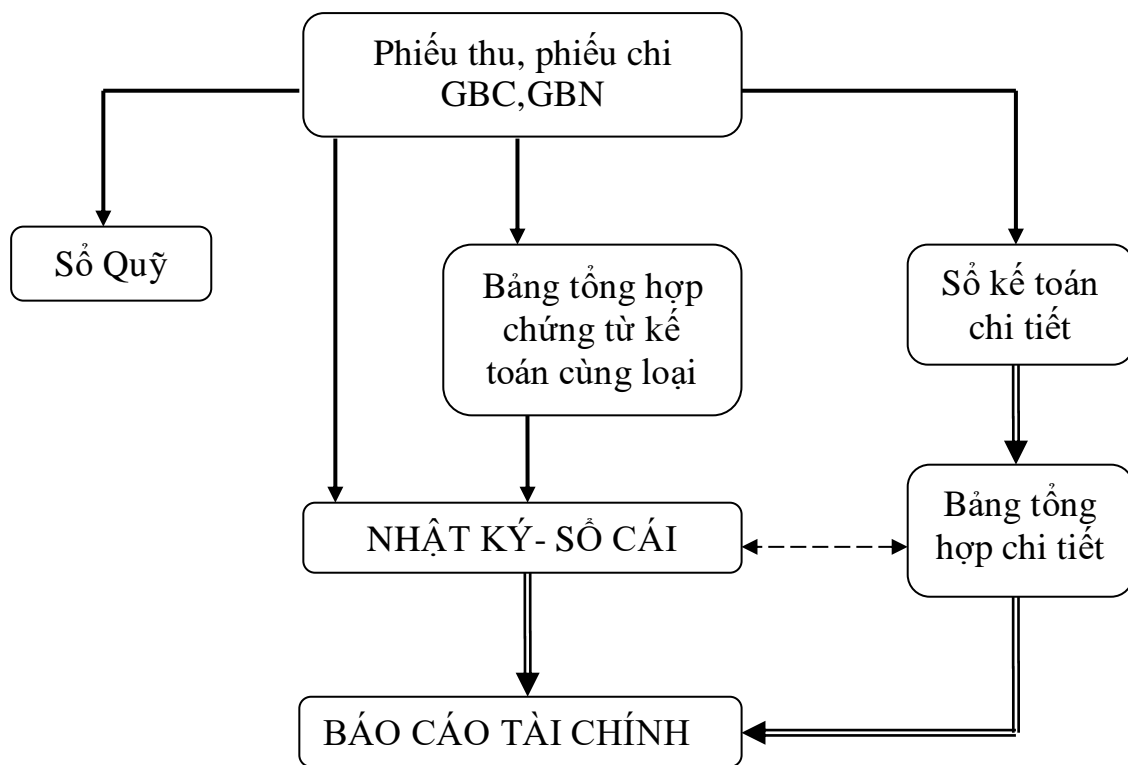 Phiếu thu, phiếu chi
GBC,GBN
Sổ Quỹ
Bảng tổng hợp
chứng từ kế
toán cùng loại
Sổ kế toán
chi tiết
NHẬT KÝ- SỔ CÁI
Bảng tổng
hợp chi tiết
BÁO CÁO TÀI CHÍNH